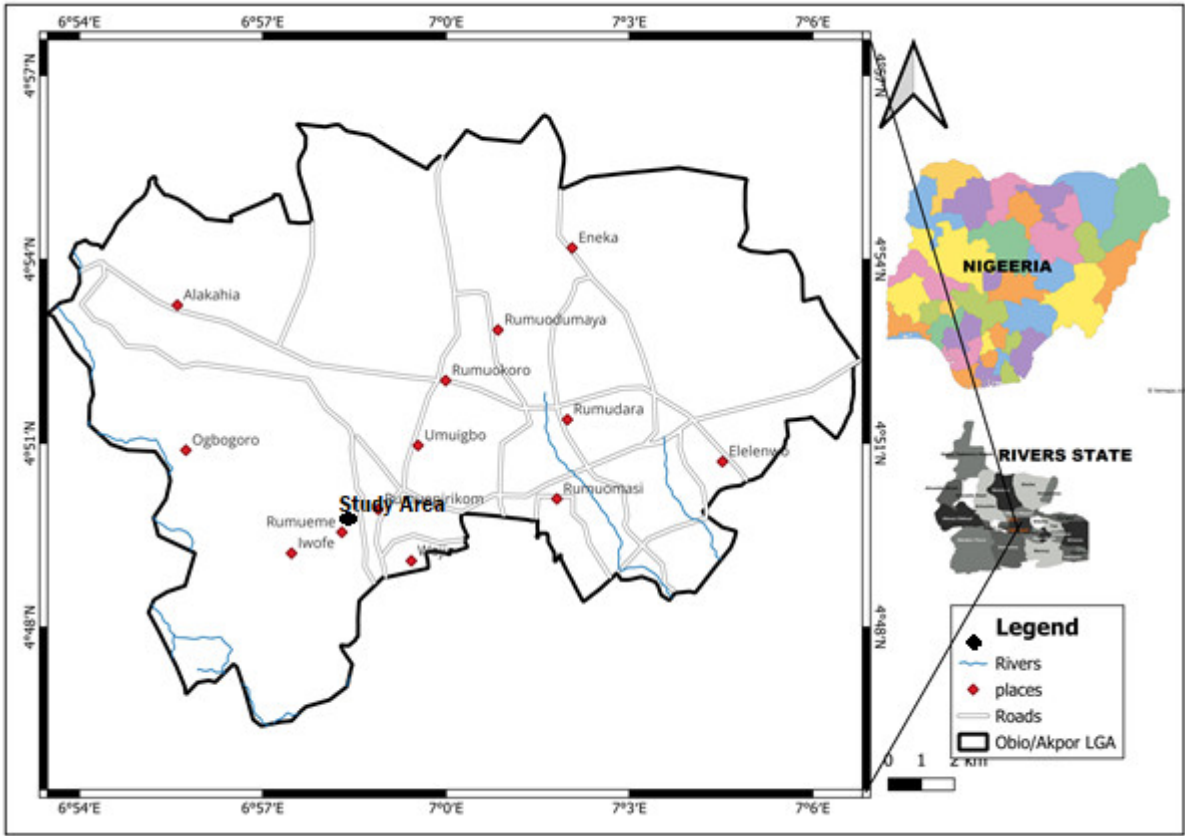 6°54'E 6°57'E 7°0'E 7°3'E 7°6'E
4°57'N
4°54'N
4°51'N
4°48'N
4°54'N
4°51'N
4°48'N
Eneka
Alakahia
Rumuodumaya
Rumuokoro
Rumudara
Umuigbo
Ogbogoro
Elelenwo
Rumuomasi
Study Area
Rumueme
Iwofe
NIGEERIA
RIVERS STATE
Legend
Rivers
places
Roads
Obio/Akpor LGA
0 1 2 km
6°54'E 6°57'E 7°0'E 7°3'E 7°6'E